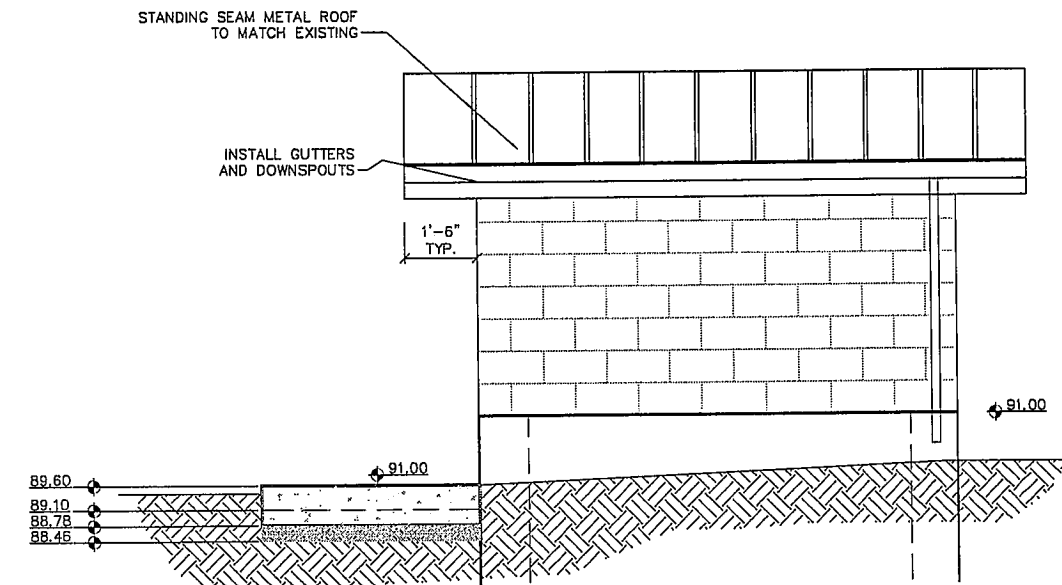 STANDING SEAM METAL ROOF
TO MATCH EXISTING
INSTALL GUTTERS
AND DOWNSPOUTS
1'-6"
TYP.
91.00
91.00
89.60
89.10
88.78
88.46